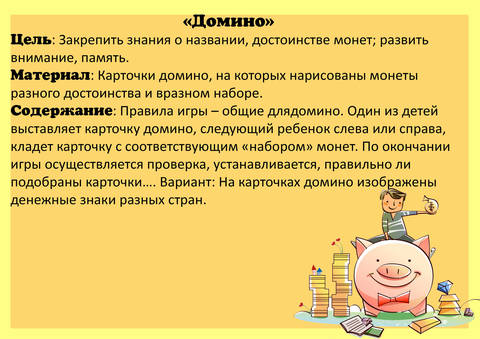 «Домино»
Цель: Закрепить знания о названии, достоинстве монет; развить
внимание, память.
Материал: Карточки домино, на которых нарисованы монеты
разного достоинства и вразном наборе.
Содержание: Правила игры – общие длядомино. Один из детей
выставляет карточку домино, следующий ребенок слева или справа,
кладет карточку с соответствующим «набором» монет. По окончании
игры осуществляется проверка, устанавливается, правильно ли
подобраны карточки…. Вариант: На карточках домино изображены
денежные знаки разных стран.